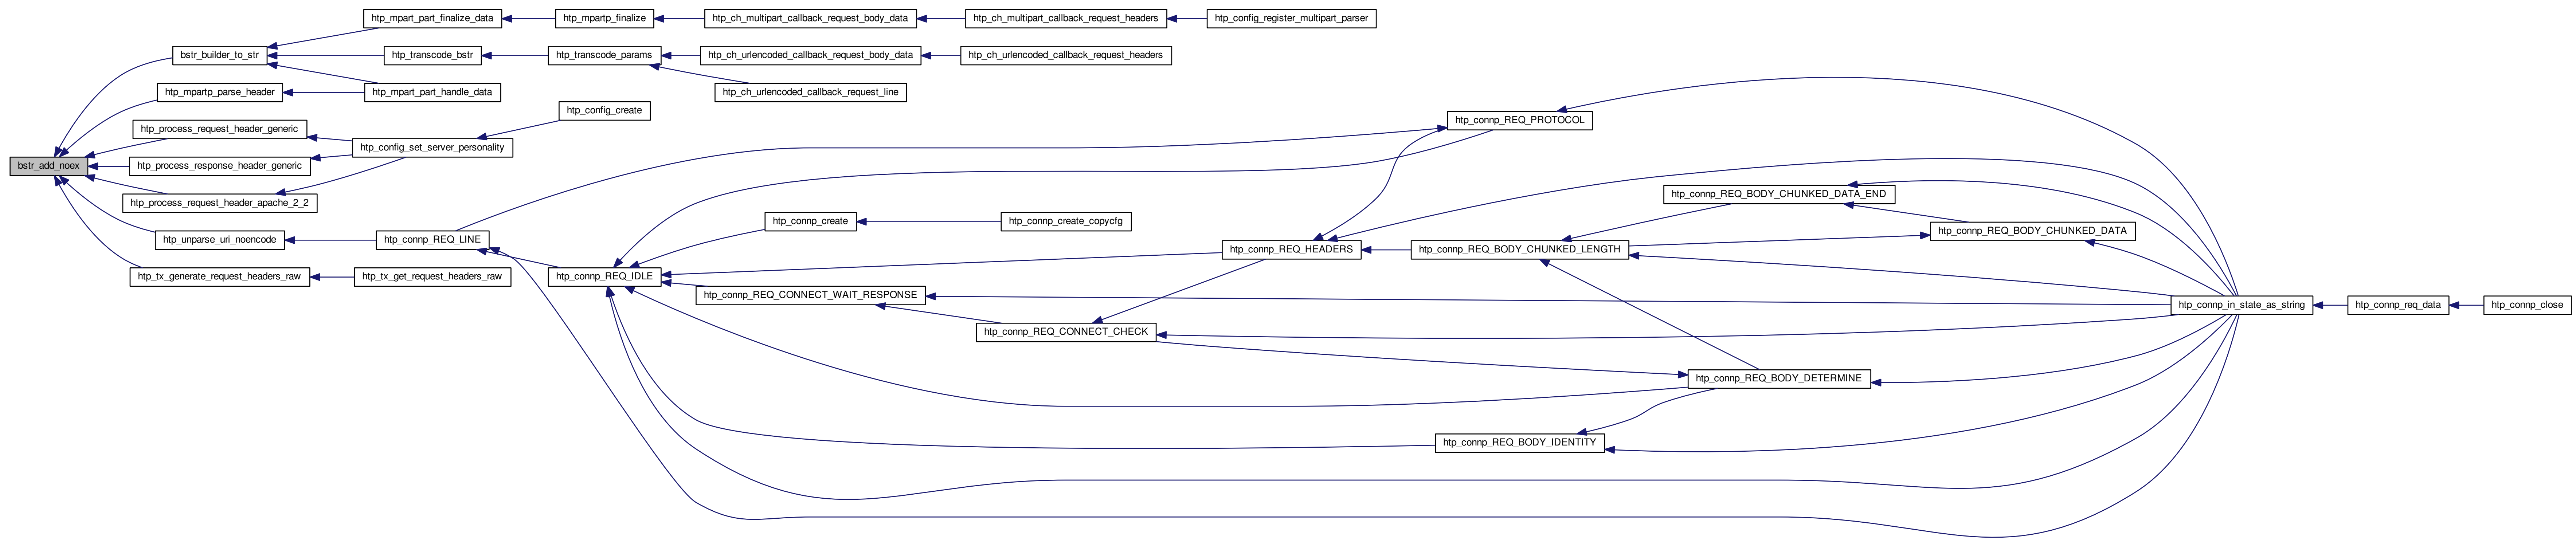 htp_mpart_part_finalize_data
htp_mpartp_finalize
htp_ch_multipart_callback_request_body_data
htp_ch_multipart_callback_request_headers
htp_config_register_multipart_parser
bstr_builder_to_str
htp_transcode_bstr
htp_transcode_params
htp_ch_urlencoded_callback_request_body_data
htp_ch_urlencoded_callback_request_headers
htp_mpartp_parse_header
htp_mpart_part_handle_data
htp_ch_urlencoded_callback_request_line
htp_config_create
htp_connp_REQ_PROTOCOL
htp_process_request_header_generic
htp_config_set_server_personality
bstr_add_noex
htp_process_response_header_generic
htp_process_request_header_apache_2_2
htp_connp_REQ_BODY_CHUNKED_DATA_END
htp_connp_create
htp_connp_create_copycfg
htp_connp_REQ_BODY_CHUNKED_DATA
htp_unparse_uri_noencode
htp_connp_REQ_LINE
htp_connp_REQ_HEADERS
htp_connp_REQ_BODY_CHUNKED_LENGTH
htp_tx_generate_request_headers_raw
htp_tx_get_request_headers_raw
htp_connp_REQ_IDLE
htp_connp_REQ_CONNECT_WAIT_RESPONSE
htp_connp_in_state_as_string
htp_connp_req_data
htp_connp_close
htp_connp_REQ_CONNECT_CHECK
htp_connp_REQ_BODY_DETERMINE
htp_connp_REQ_BODY_IDENTITY